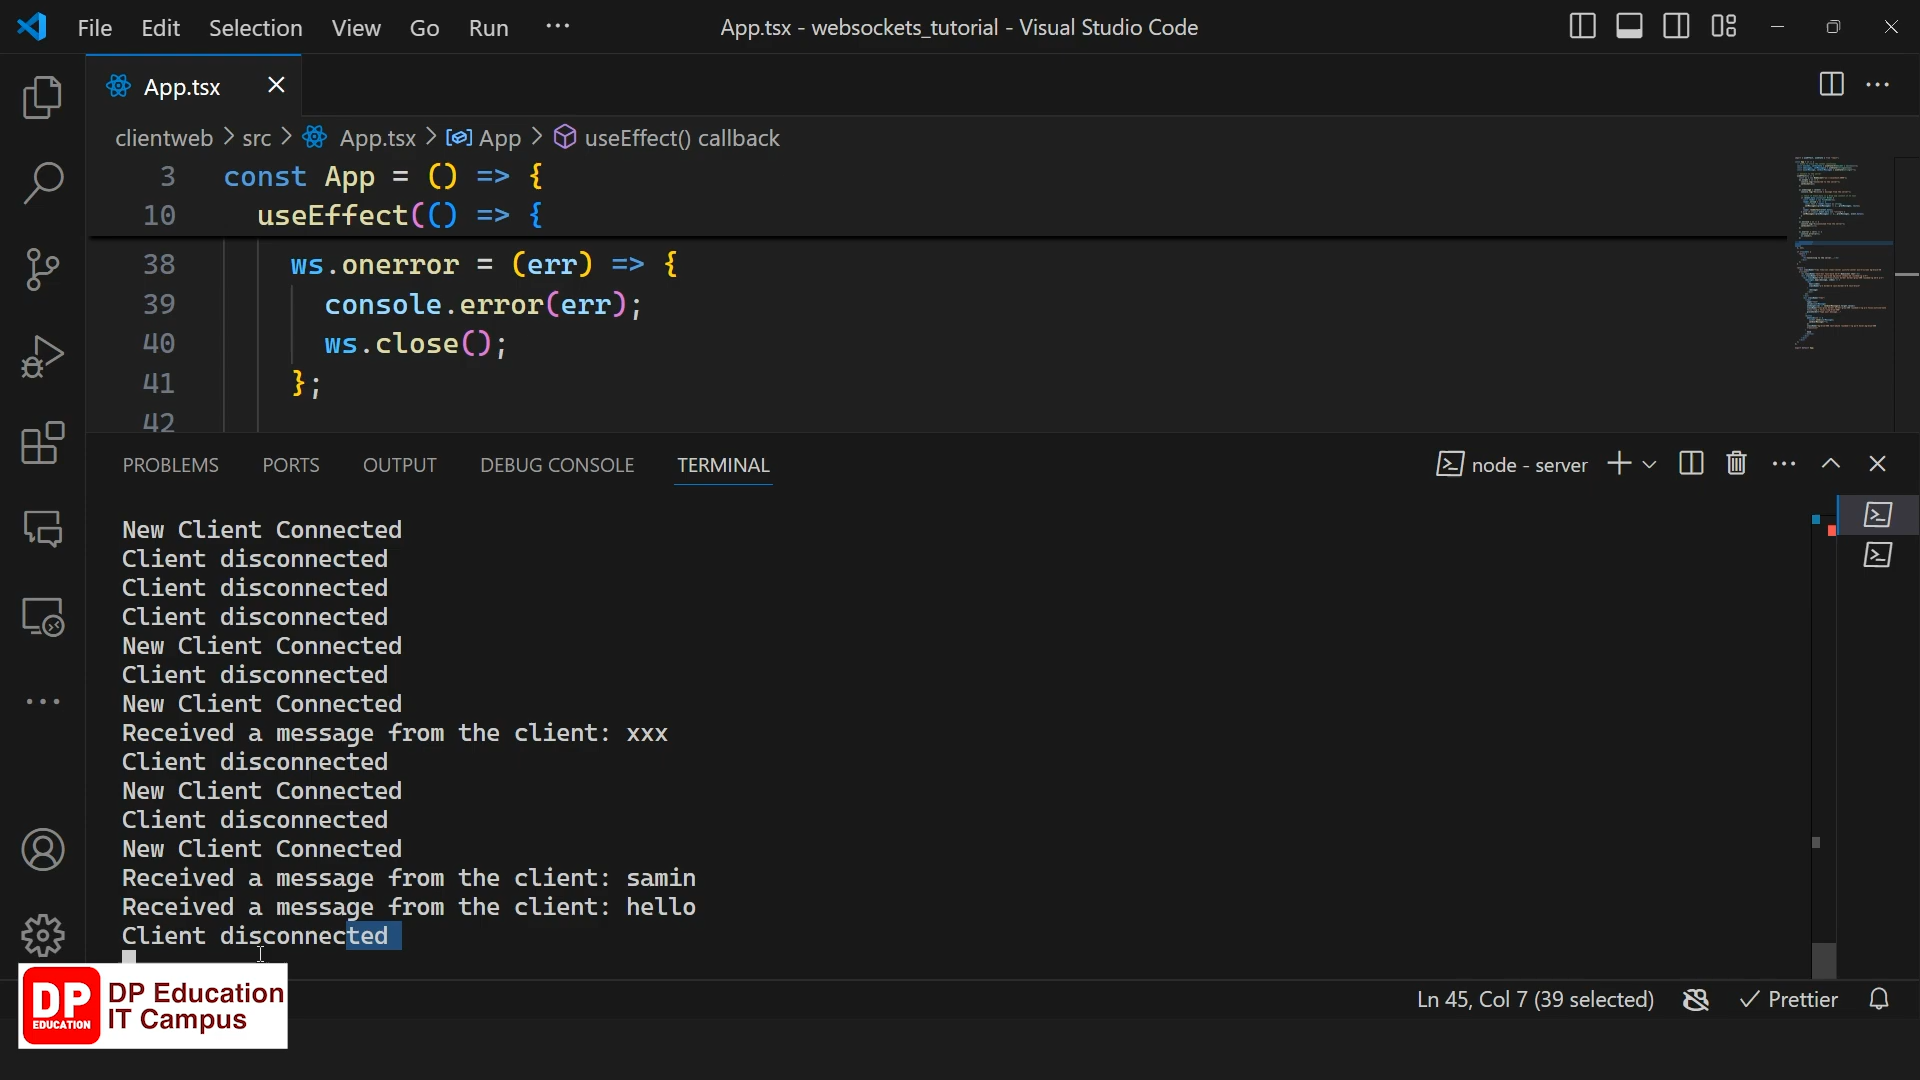 File Edit Selection View Go Run ···
App.tsx - websockets_tutorial - Visual Studio Code
App.tsx
clientweb > src > App.tsx > App > useEffect() callback
3 const App = () => {
10 useEffect(() => {
38 ws.onerror = (err) => {
39 console.error(err);
40 ws.close();
41 };
42
PROBLEMS PORTS OUTPUT DEBUG CONSOLE TERMINAL
node - server
New Client Connected
Client disconnected
Client disconnected
Client disconnected
New Client Connected
Client disconnected
New Client Connected
Received a message from the client: xxx
Client disconnected
New Client Connected
Client disconnected
New Client Connected
Received a message from the client: samin
Received a message from the client: hello
Client disconnected
DP EDUCATION
DP Education
IT Campus
Ln 45, Col 7 (39 selected) Prettier